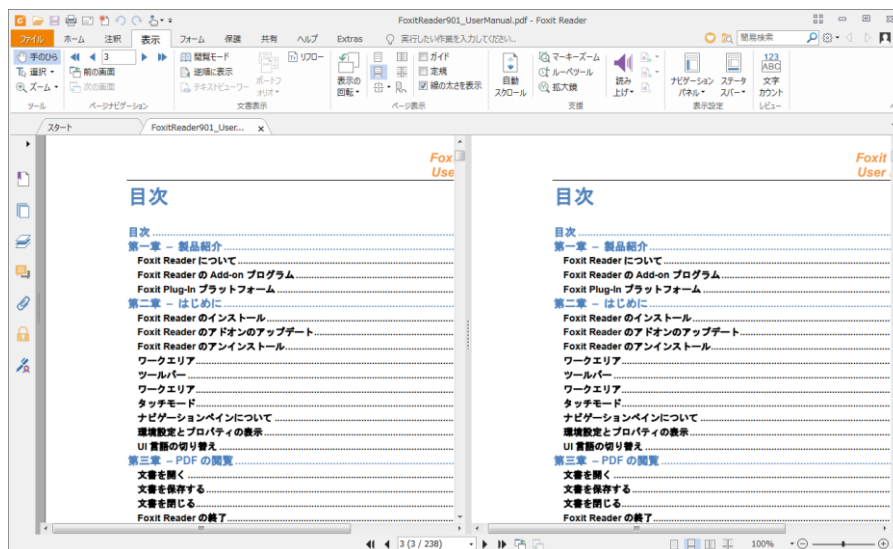 FoxitReader901_UserManual.pdf - Foxit Reader
ファイル ホーム 注釈 表示 フォーム 保護 共有 ヘルプ Extras 実行したい作業を入力してください。 簡易検索
手のひら 3 閲覧モード リフロー ガイド マーキーズーム 123
選択 前の画面 逆順に表示 定規 ルーペツール ABC
ズーム 次の画面 テキストビューワー ポートフォリオ 表示の回転 線の太さを表示 自動スクロール 拡大鏡 読み上げ ナビゲーションパネル ステータスバー 文字カウント
ツール ページナビゲーション 文書表示 ページ表示 支援 表示設定 レビュー
スタート FoxitReader901_User... x
Fox
User
目次
目次
第一章 – 製品紹介
Foxit Reader について
Foxit Reader の Add-on プログラム
Foxit Plug-In プラットフォーム
第二章 – はじめに
Foxit Reader のインストール
Foxit Reader のアドオンのアップデート
Foxit Reader のアンインストール
ワークエリア
ツールバー
ワークエリア
タッチモード
ナビゲーションペインについて
環境設定とプロパティの表示
UI 言語の切り替え
第三章 – PDF の閲覧
文書を開く
文書を保存する
文書を閉じる
Foxit Reader の終了
Foxit
User
目次
目次
第一章 – 製品紹介
Foxit Reader について
Foxit Reader の Add-on プログラム
Foxit Plug-In プラットフォーム
第二章 – はじめに
Foxit Reader のインストール
Foxit Reader のアドオンのアップデート
Foxit Reader のアンインストール
ワークエリア
ツールバー
ワークエリア
タッチモード
ナビゲーションペインについて
環境設定とプロパティの表示
UI 言語の切り替え
第三章 – PDF の閲覧
文書を開く
文書を保存する
文書を閉じる
Foxit Reader の終了
3 (3 / 238) 100%